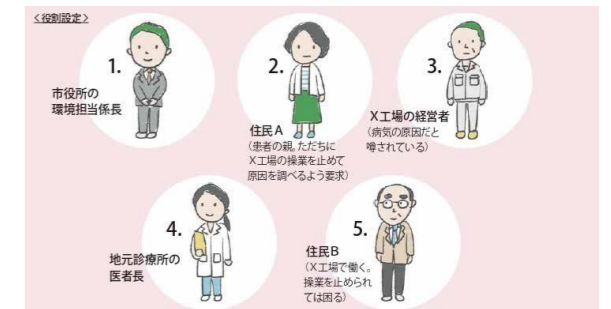 〈役割設定〉
1.
市役所の
環境担当係長
2.
住民A
(患者の親。ただちに
X工場の操業を止めて
原因を調べるよう要求)
3.
X工場の経営者
(病気の原因だと
噂されている)
4.
地元診療所の
医者長
5.
住民B
(X工場で働く。
操業を止められ
ては困る)